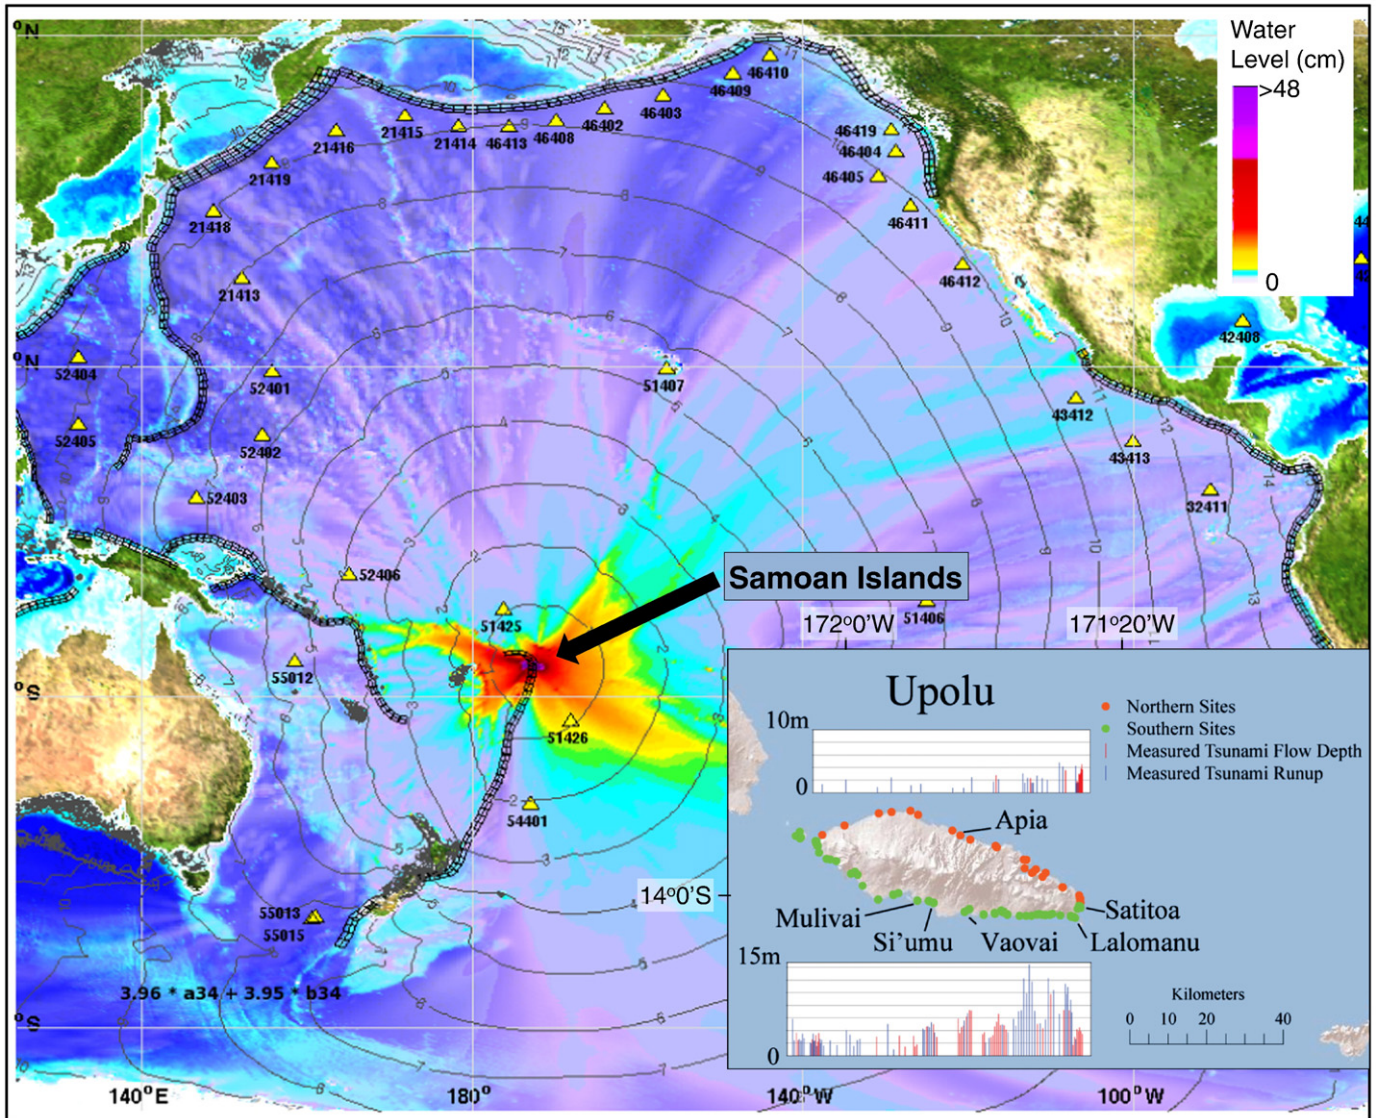 °N
Water
Level (cm)
>48
0
46410
46409
46403
46402
46408
46413
21414
21415
21416
21419
21418
21413
46419
46404
46405
46411
46412
44
42
42408
°N
52404
52401
51407
52405
52402
43412
43413
52403
32411
52406
Samoan Islands
51425
51406
172°0'W
171°20'W
55012
°S
51426
Upolu
Northern Sites
Southern Sites
Measured Tsunami Flow Depth
Measured Tsunami Runup
10m
0
54401
Apia
14°0'S
Mulivai
Si'umu
Vaovai
Satitoa
Lalomanu
55013
55015
15m
0
Kilometers
0 10 20 40
3.96 * a34 + 3.95 * b34
°S
140°E
180°
140°W
100°W